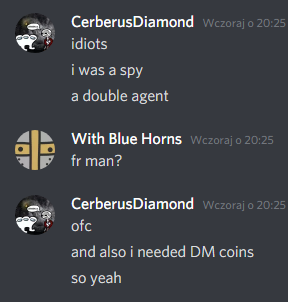 CerberusDiamond Wczoraj o 20:25
idiots
i was a spy
a double agent
With Blue Horns Wczoraj o 20:25
fr man?
CerberusDiamond Wczoraj o 20:25
ofc
and also i needed DM coins
so yeah